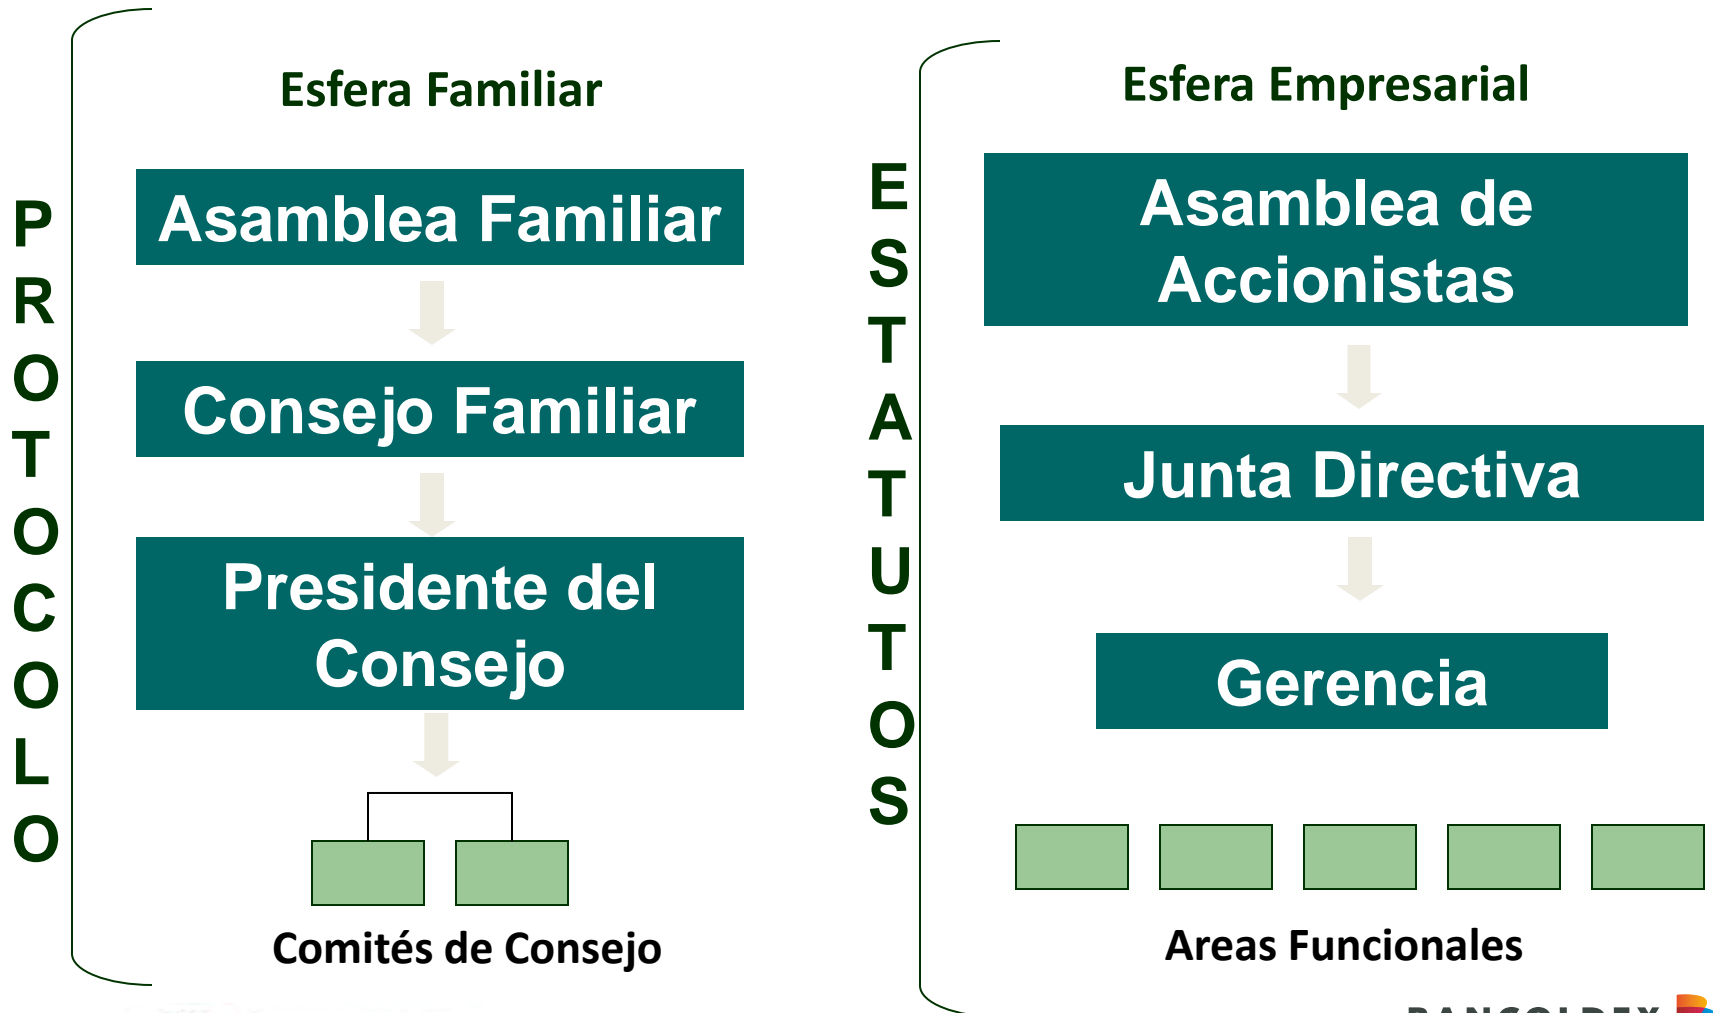 PROTOCOLO
Esfera Familiar
Asamblea Familiar
Consejo Familiar
Presidente del
Consejo
Comités de Consejo
ESTATUTOS
Esfera Empresarial
Asamblea de
Accionistas
Junta Directiva
Gerencia
Areas Funcionales
BANCOLDEX